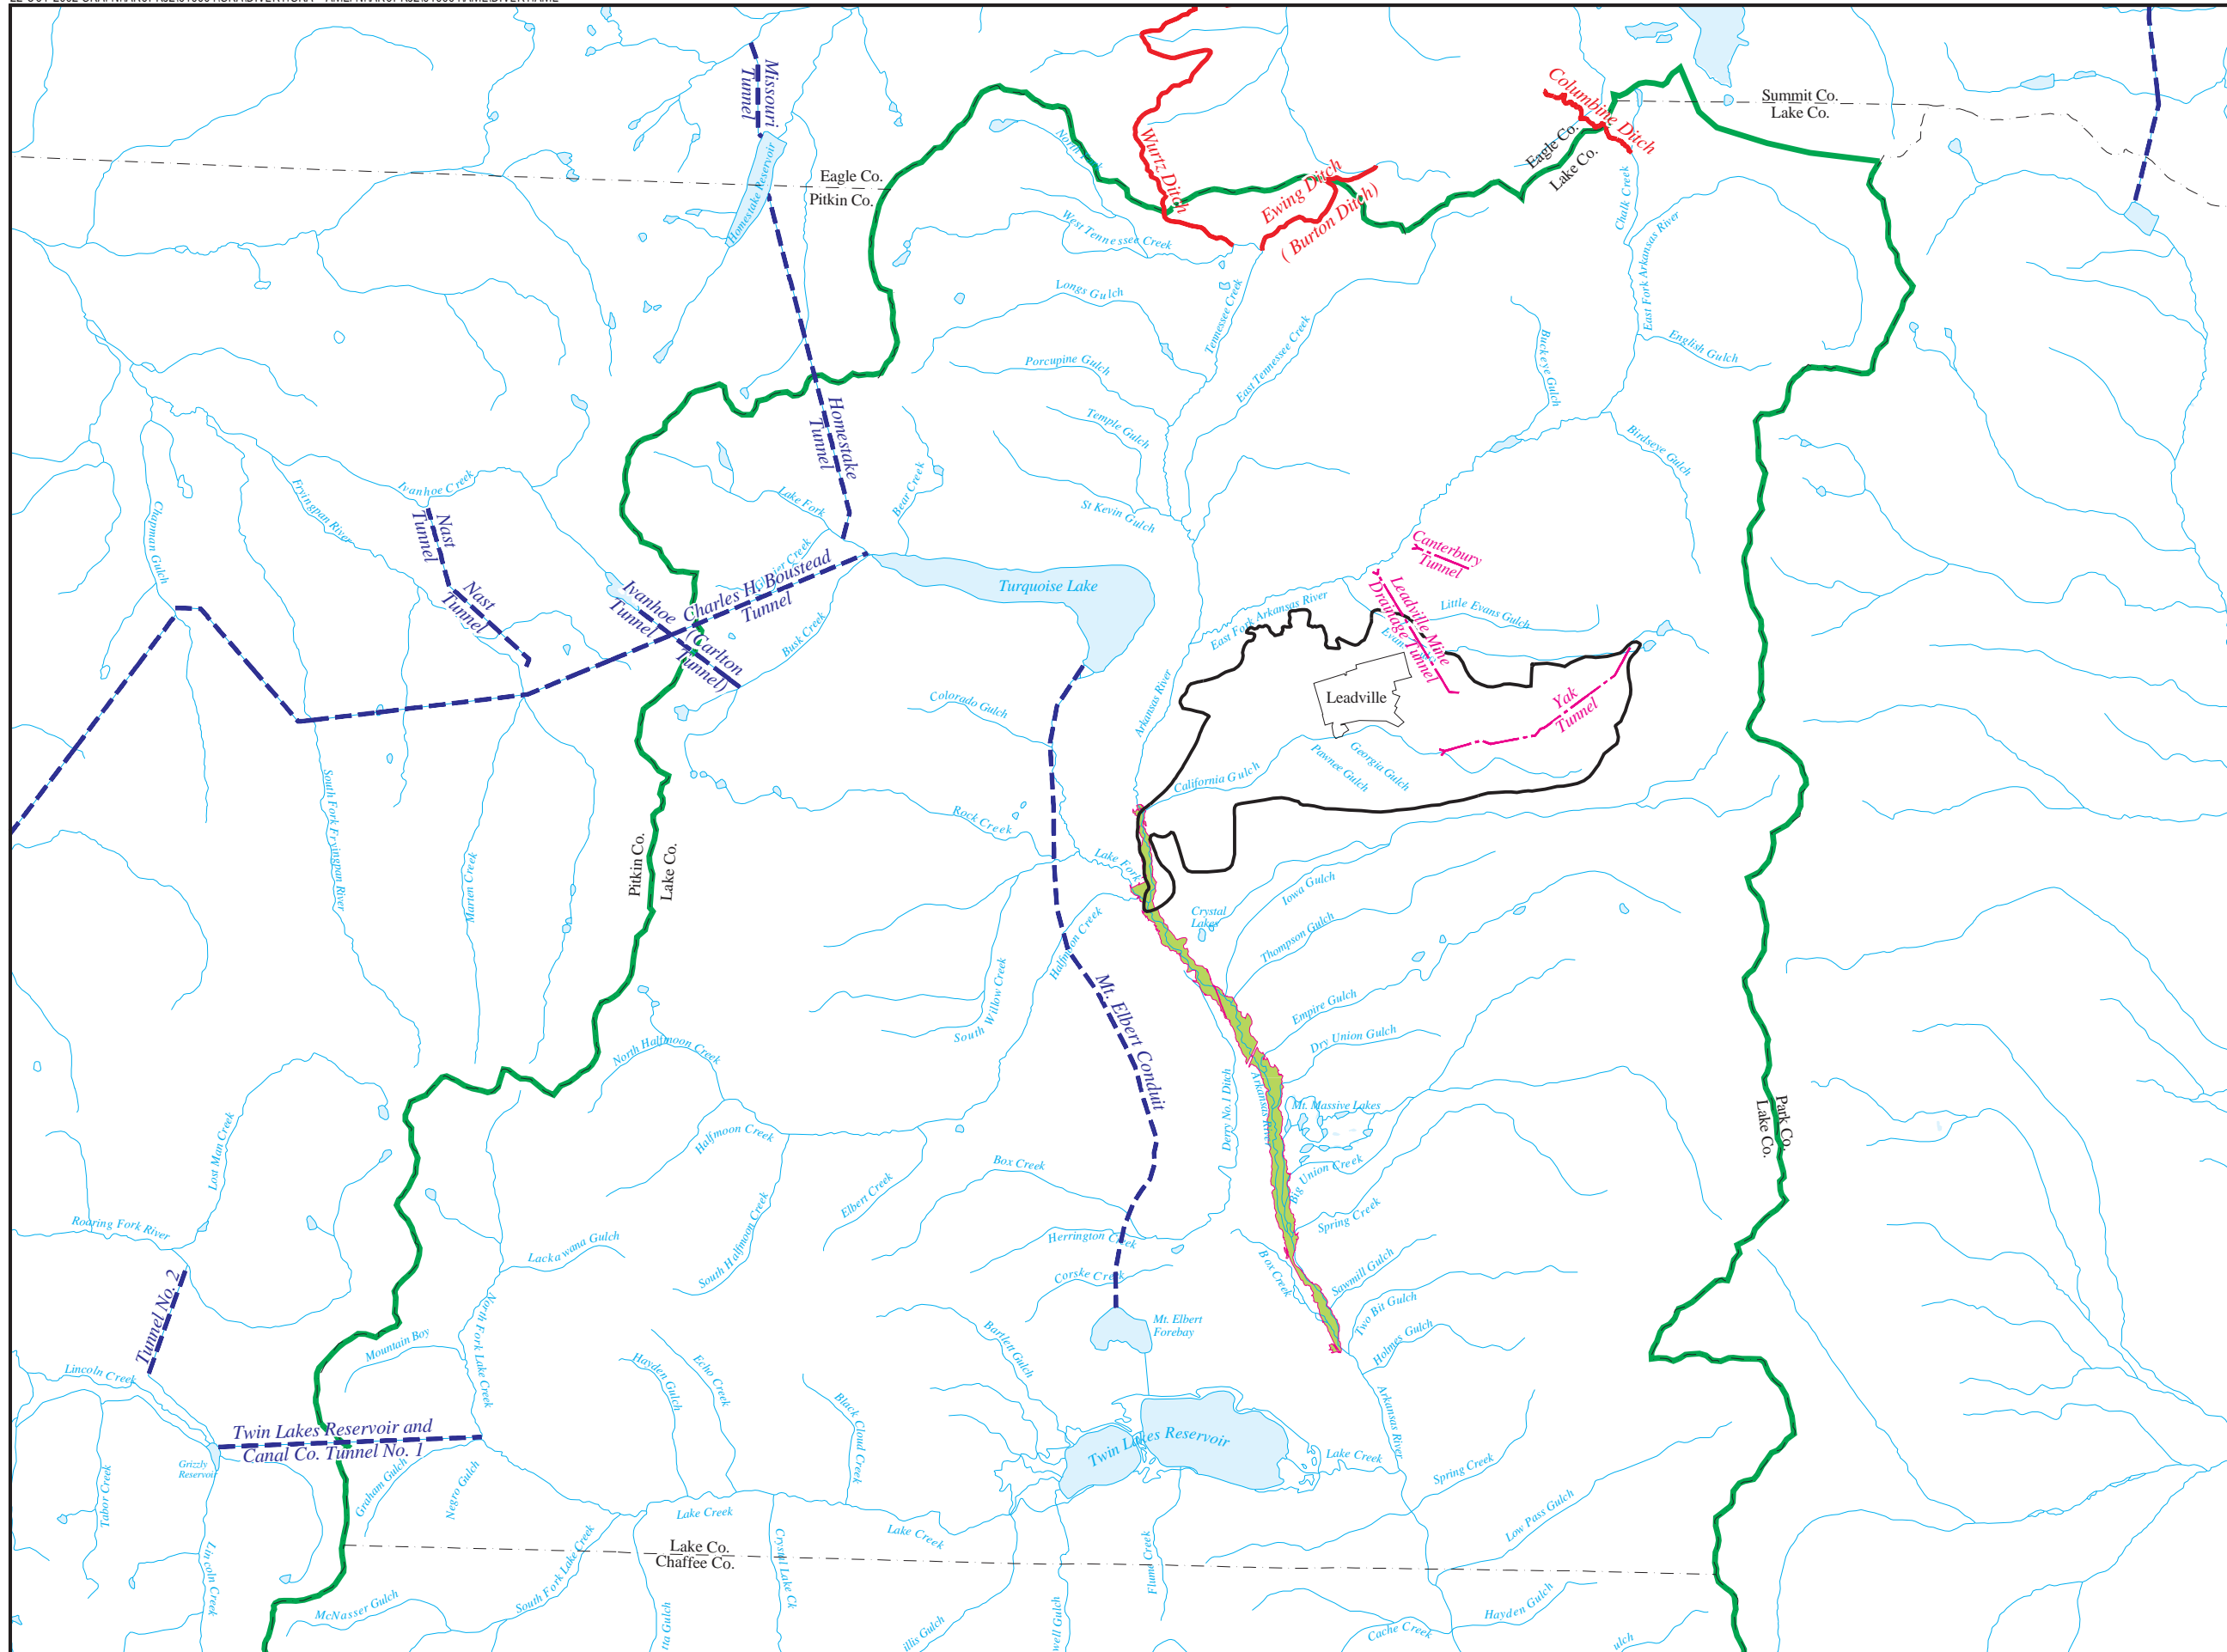 Missouri
Tunnel
Homestake Reservoir
Eagle Co.
Pitkin Co.
Wurtz Ditch
Ewing Ditch
( Burton Ditch)
Columbine Ditch
Summit Co.
Lake Co.
Eagle Co.
Lake Co.
Chalk Creek
East Fork Arkansas River
English Gulch
Buckeye Gulch
Birdseye Gulch
West Tennessee Creek
Tennessee Creek
East Tennessee Creek
Longs Gulch
Porcupine Gulch
Temple Gulch
St Kevin Gulch
Homestake
Tunnel
Lake Fork
Bear Creek
Ivanhoe Creek
Fryingpan River
Chapman Gulch
Nast
Tunnel
Nast
Tunnel
Ivanhoe
Tunnel
(Carlton
Tunnel)
Charles H. Boustead
Tunnel
Busk Creek
Turquoise Lake
Canterbury
Tunnel
Leadville Mine
Drainage Tunnel
Little Evans Gulch
East Fork Arkansas River
Leadville
Yak
Tunnel
Arkansas River
California Gulch
Pawnee Gulch
Georgia Gulch
Colorado Gulch
Rock Creek
Lake Fork
South Fork Fryingpan River
Marten Creek
Pitkin Co.
Lake Co.
Halfmoon Creek
South Willow Creek
Crystal
Lakes
Iowa Gulch
Thompson Gulch
Empire Gulch
Dry Union Gulch
Mt. Elbert Conduit
Derry No.1 Ditch
Arkansas River
Mt. Massive Lakes
Big Union Creek
Spring Creek
Park Co.
Lake Co.
North Halfmoon Creek
Halfmoon Creek
South Halfmoon Creek
Elbert Creek
Box Creek
Herrington Creek
Corske Creek
Box Creek
Sawmill Gulch
Two Bit Gulch
Holmes Gulch
Lost Man Creek
Roaring Fork River
Tunnel No. 2
Lincoln Creek
Lackawana Gulch
North Fork Lake Creek
Mountain Boy
Hayden Gulch
Echo Creek
Black Cloud Creek
Bartlett Gulch
Mt. Elbert
Forebay
Twin Lakes Reservoir
Twin Lakes Reservoir and
Canal Co. Tunnel No. 1
Grizzly
Reservoir
Tabor Creek
Graham Gulch
Negro Gulch
Lake Creek
Arkansas River
Spring Creek
Low Pass Gulch
Lake Creek
Lake Creek
Lake Co.
Chaffee Co.
Crystal Lake Ck
Flume Creek
South Fork Lake Creek
Lincoln Creek
McNasser Gulch
Hayden Gulch
Cache Creek